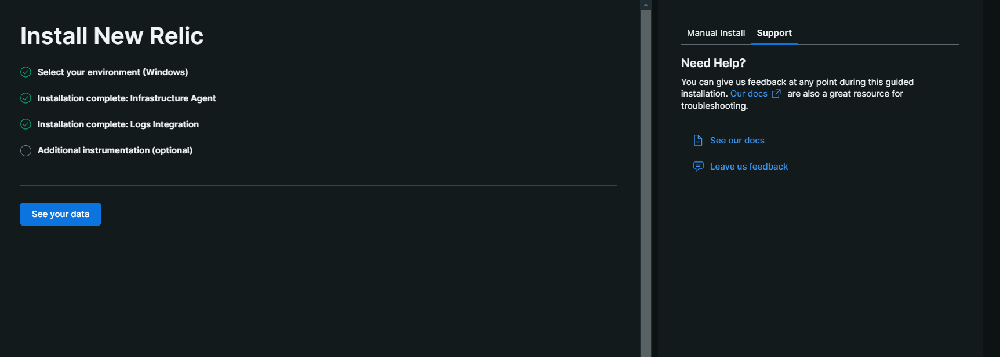 Install New Relic
Select your environment (Windows)
Installation complete: Infrastructure Agent
Installation complete: Logs Integration
Additional instrumentation (optional)
See your data
Manual Install
Support
Need Help?
You can give us feedback at any point during this guided
installation. Our docs are also a great resource for
troubleshooting.
See our docs
Leave us feedback